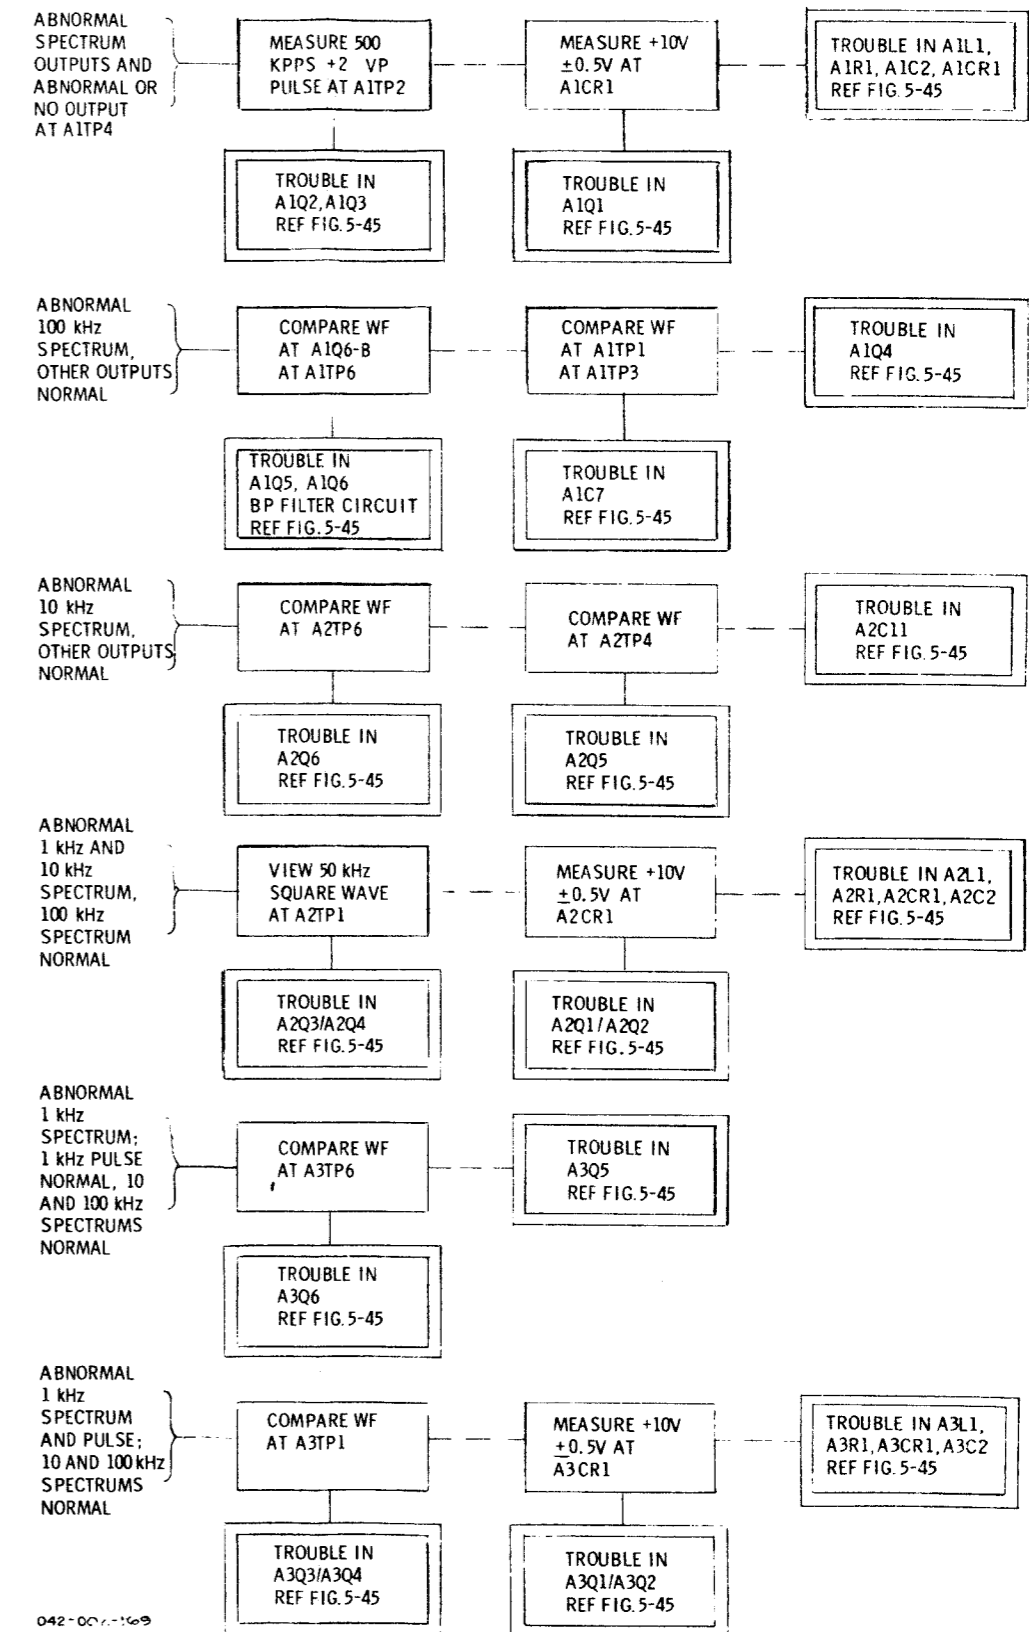 ABNORMAL
SPECTRUM
OUTPUTS AND
ABNORMAL OR
NO OUTPUT
AT A1TP4
MEASURE 500
KPPS +2 VP
PULSE AT A1TP2
MEASURE +10V
±0.5V AT
A1CR1
TROUBLE IN A1L1,
A1R1, A1C2, A1CR1
REF FIG. 5-45
TROUBLE IN
A1Q2, A1Q3
REF FIG. 5-45
TROUBLE IN
A1Q1
REF FIG. 5-45
ABNORMAL
100 kHz
SPECTRUM,
OTHER OUTPUTS
NORMAL
COMPARE WF
AT A1Q6-B
AT A1TP6
COMPARE WF
AT A1TP1
AT A1TP3
TROUBLE IN
A1Q4
REF FIG. 5-45
TROUBLE IN
A1Q5, A1Q6
BP FILTER CIRCUIT
REF FIG. 5-45
TROUBLE IN
A1C7
REF FIG. 5-45
ABNORMAL
10 kHz
SPECTRUM,
OTHER OUTPUTS
NORMAL
COMPARE WF
AT A2TP6
COMPARE WF
AT A2TP4
TROUBLE IN
A2C11
REF FIG. 5-45
TROUBLE IN
A2Q6
REF FIG. 5-45
TROUBLE IN
A2Q5
REF FIG. 5-45
ABNORMAL
1 kHz AND
10 kHz
SPECTRUM,
100 kHz
SPECTRUM
NORMAL
VIEW 50 kHz
SQUARE WAVE
AT A2TP1
MEASURE +10V
±0.5V AT
A2CR1
TROUBLE IN A2L1,
A2R1, A2CR1, A2C2
REF FIG. 5-45
TROUBLE IN
A2Q3/A2Q4
REF FIG. 5-45
TROUBLE IN
A2Q1/A2Q2
REF FIG. 5-45
ABNORMAL
1 kHz
SPECTRUM;
1 kHz PULSE
NORMAL, 10
AND 100 kHz
SPECTRUMS
NORMAL
COMPARE WF
AT A3TP6
TROUBLE IN
A3Q5
REF FIG. 5-45
TROUBLE IN
A3Q6
REF FIG. 5-45
ABNORMAL
1 kHz
SPECTRUM
AND PULSE;
10 AND 100 kHz
SPECTRUMS
NORMAL
COMPARE WF
AT A3TP1
MEASURE +10V
±0.5V AT
A3CR1
TROUBLE IN A3L1,
A3R1, A3CR1, A3C2
REF FIG. 5-45
TROUBLE IN
A3Q3/A3Q4
REF FIG. 5-45
TROUBLE IN
A3Q1/A3Q2
REF FIG. 5-45